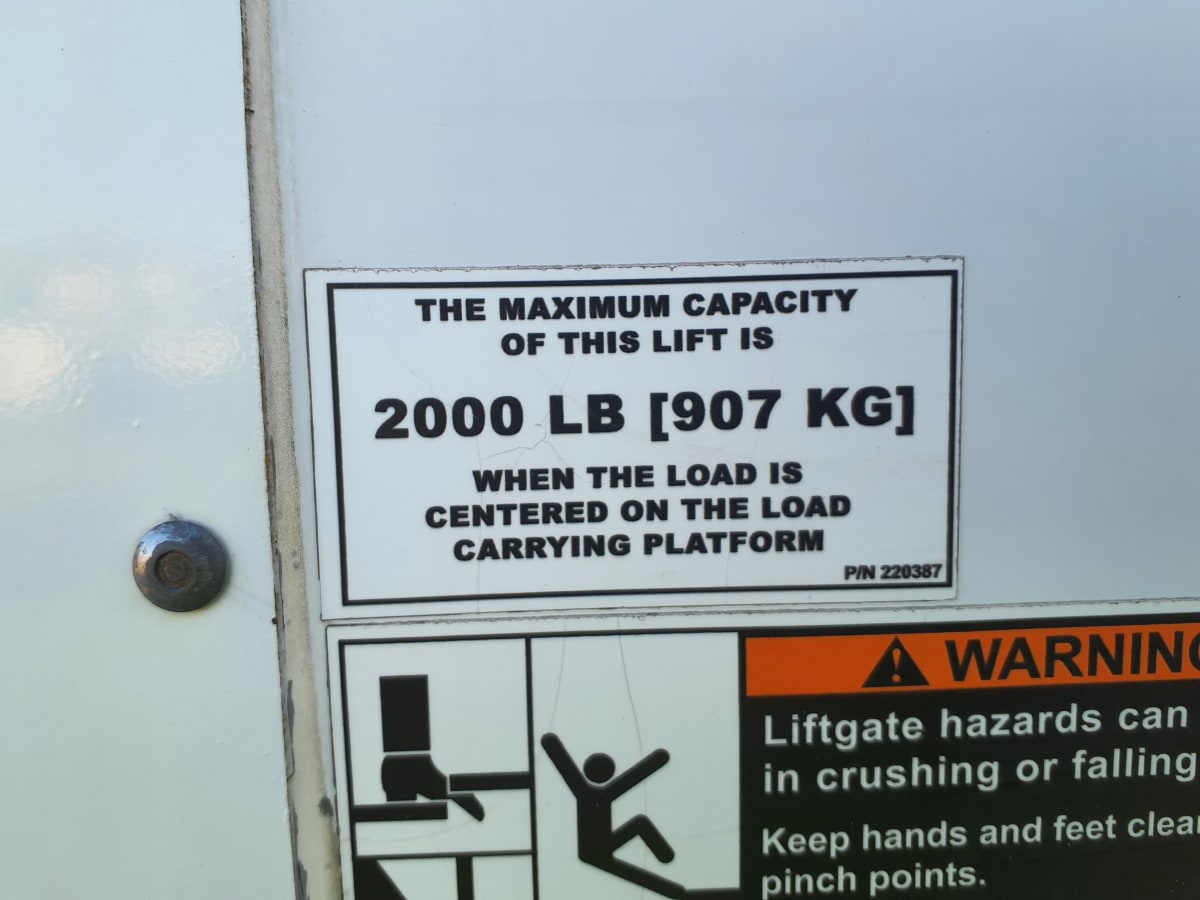 THE MAXIMUM CAPACITY
OF THIS LIFT IS
2000 LB [907 KG]
WHEN THE LOAD IS
CENTERED ON THE LOAD
CARRYING PLATFORM
P/N 220387
WARNING
Liftgate hazards can
in crushing or falling
Keep hands and feet clear
pinch points.